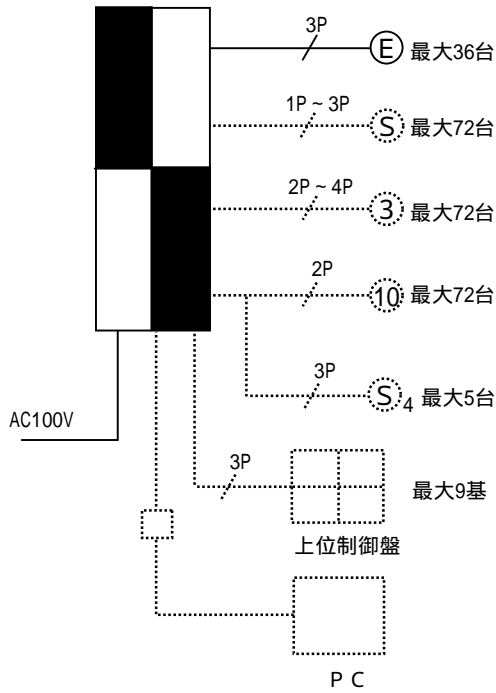 3P
E 最大36台
1P ~ 3P
S 最大72台
2P ~ 4P
3 最大72台
2P
10 最大72台
3P
S 4 最大5台
AC100V
3P
最大9基
上位制御盤
ＰＣ